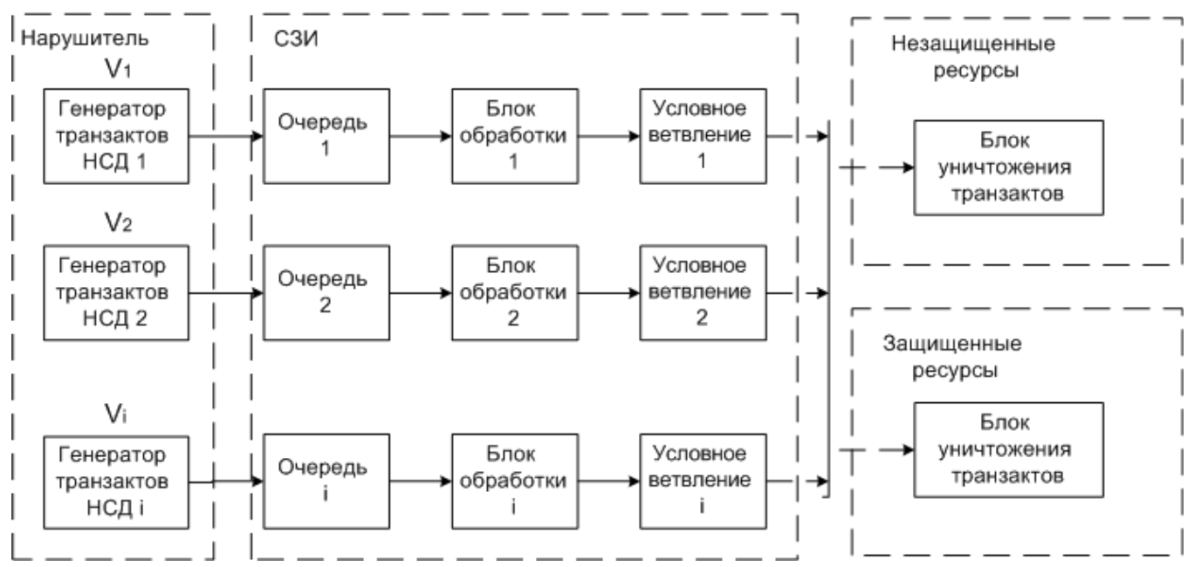 Нарушитель
V1
Генератор
транзактов
НСД 1
V2
Генератор
транзактов
НСД 2
Vi
Генератор
транзактов
НСД i
СЗИ
Очередь
1
Блок
обработки
1
Условное
ветвление
1
Очередь
2
Блок
обработки
2
Условное
ветвление
2
Очередь
i
Блок
обработки
i
Условное
ветвление
i
Незащищенные
ресурсы
Блок
уничтожения
транзактов
Защищенные
ресурсы
Блок
уничтожения
транзактов